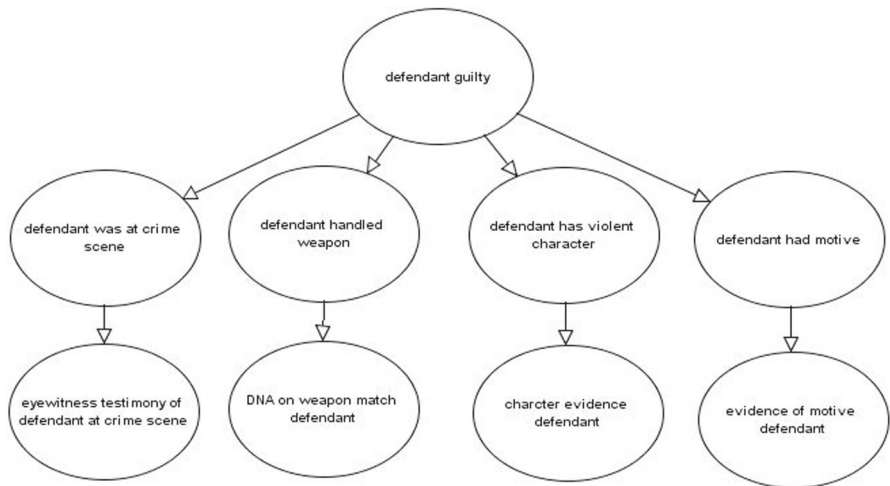 defendant guilty
defendant was at crime
scene
defendant handled
weapon
defendant has violent
character
defendant had motive
eyewitness testimony of
defendant at crime scene
DNA on weapon match
defendant
charcter evidence
defendant
evidence of motive
defendant